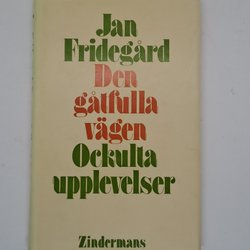 Jan
Fridegård
Den
gåtfulla
vägen
Ockulta
upplevelser
Zindermans